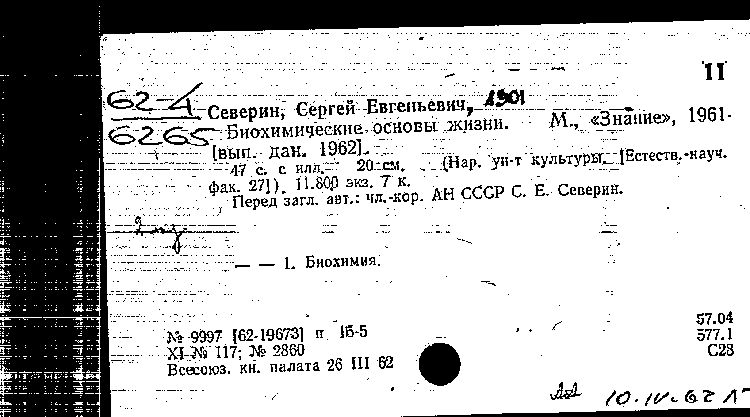 II
62-4
6265
Северин, Сергей Евгеньевич, 1901
Биохимические основы жизни. М., «Знание», 1961.
[вып. дан. 1962].
47 с. с илл. 20 см. (Нар. ун-т культуры. [Естеств.-науч.
фак. 27]). 11.800 экз. 7 к.
Перед загл. авт.: чл.-кор. АН СССР С. Е. Северин.
— — 1. Биохимия.
57.04
№ 9997 [62-19673] п 15-5
577.1
XI № 117; № 2860
С28
Всесоюз. кн. палата 26 III 62
10.IV.62